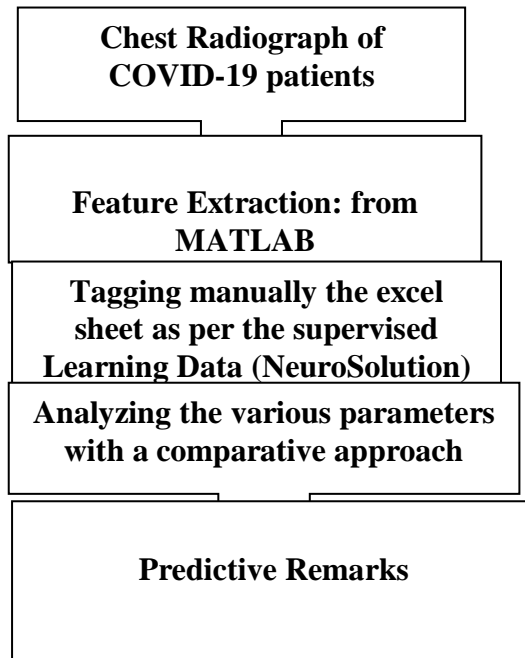 Chest Radiograph of
COVID-19 patients
Feature Extraction: from
MATLAB
Tagging manually the excel
sheet as per the supervised
Learning Data (NeuroSolution)
Analyzing the various parameters
with a comparative approach
Predictive Remarks